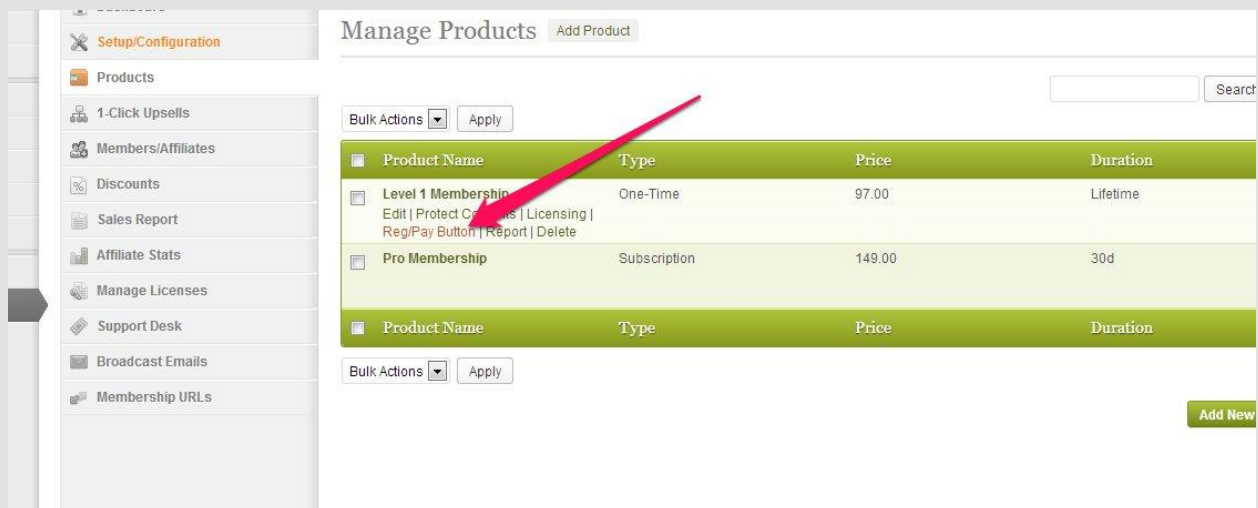 Setup/Configuration
Products
1-Click Upsells
Members/Affiliates
Discounts
Sales Report
Affiliate Stats
Manage Licenses
Support Desk
Broadcast Emails
Membership URLs
Manage Products Add Product
Search
Bulk Actions Apply
Product Name Type Price Duration
Level 1 Membership One-Time 97.00 Lifetime
Edit | Protect | Licensing |
Reg/Pay Button | Report | Delete
Pro Membership Subscription 149.00 30d
Product Name Type Price Duration
Bulk Actions Apply
Add New